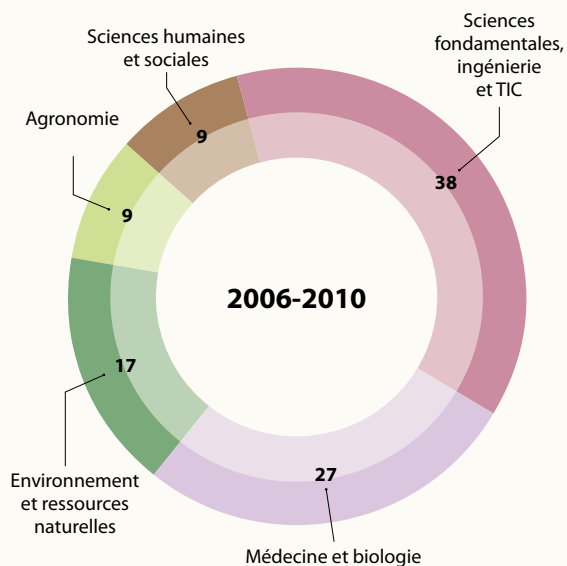 Sciences
fondamentales,
ingénierie
et TIC
38
Sciences humaines
et sociales
9
Agronomie
9
2006-2010
17
Environnement
et ressources
naturelles
27
Médecine et biologie